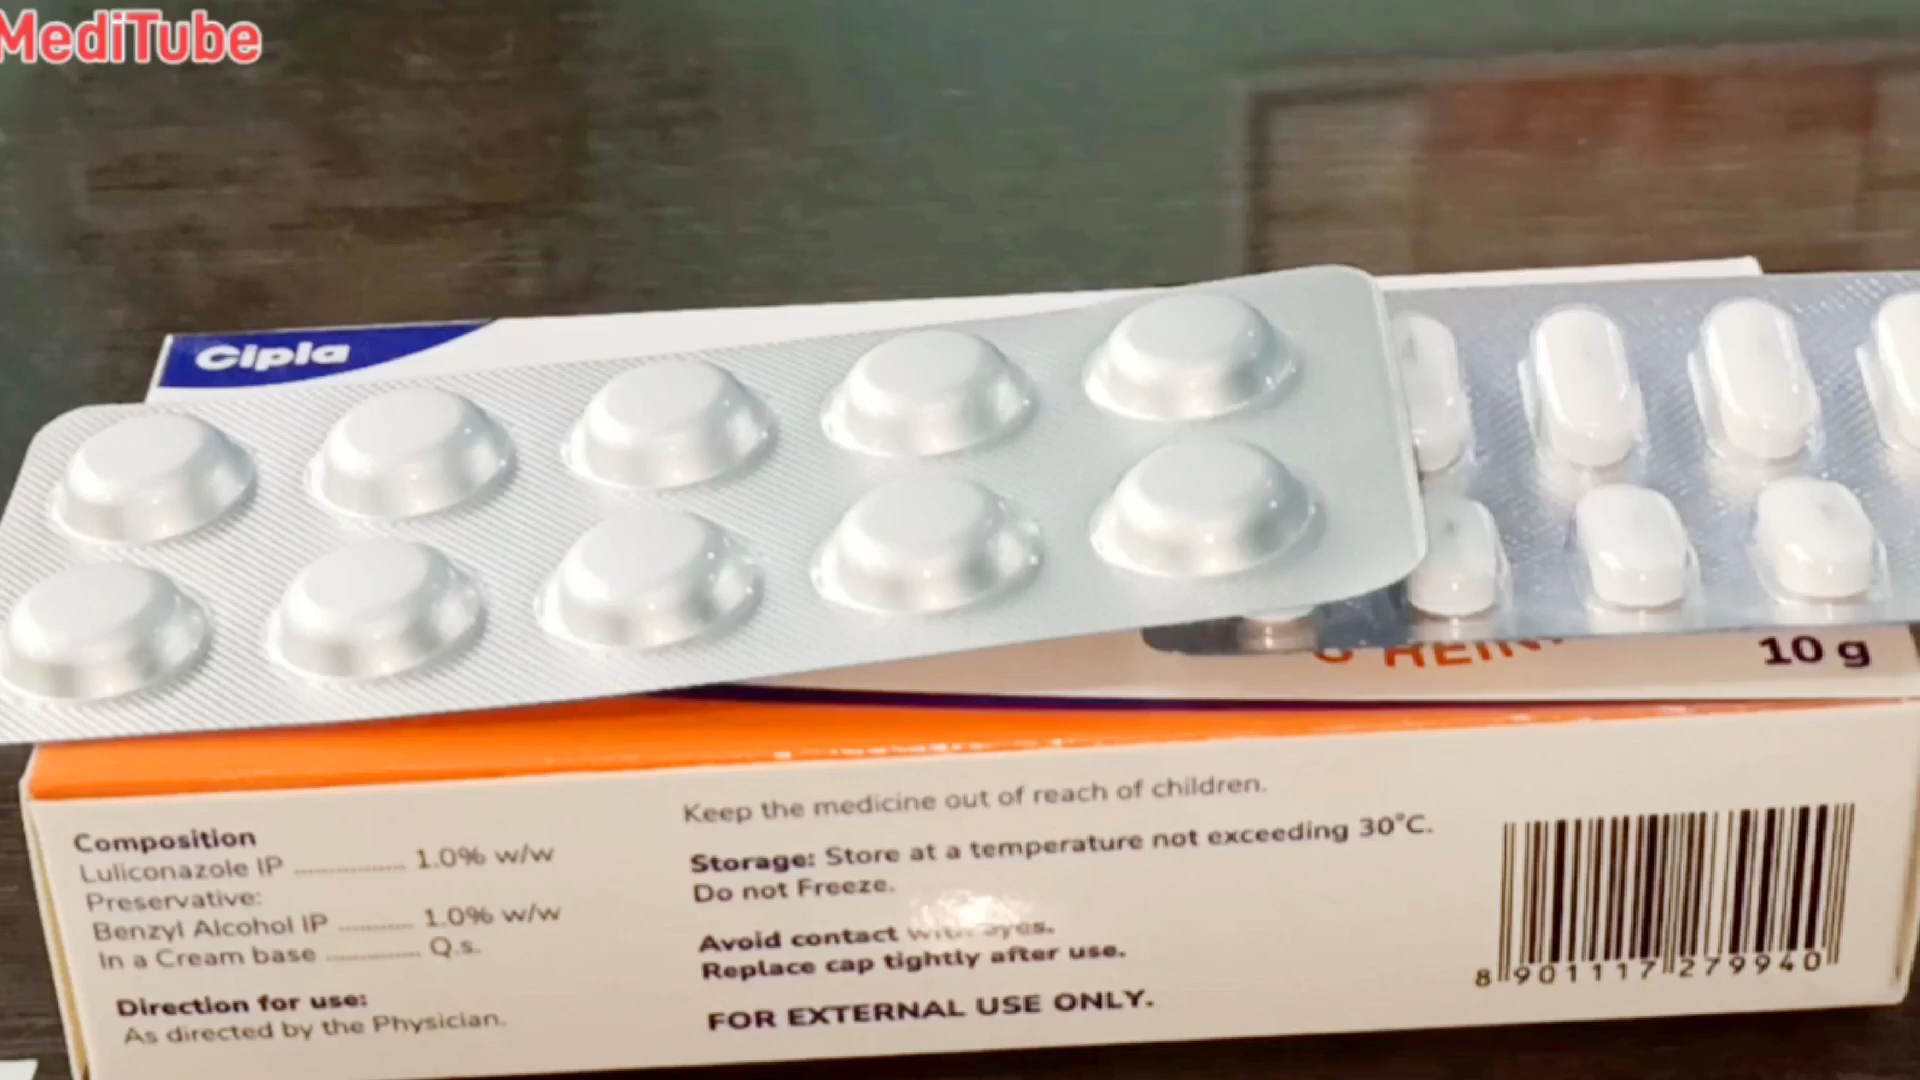 MediTube
Cipla
10 g
Composition
Luliconazole IP ................ 1.0% w/w
Preservative:
Benzyl Alcohol IP .......... 1.0% w/w
In a Cream base ............. Q.s.
Direction for use:
As directed by the Physician.
Keep the medicine out of reach of children.
Storage: Store at a temperature not exceeding 30°C.
Do not Freeze.
Avoid contact with eyes.
Replace cap tightly after use.
FOR EXTERNAL USE ONLY.
8 901117 279940